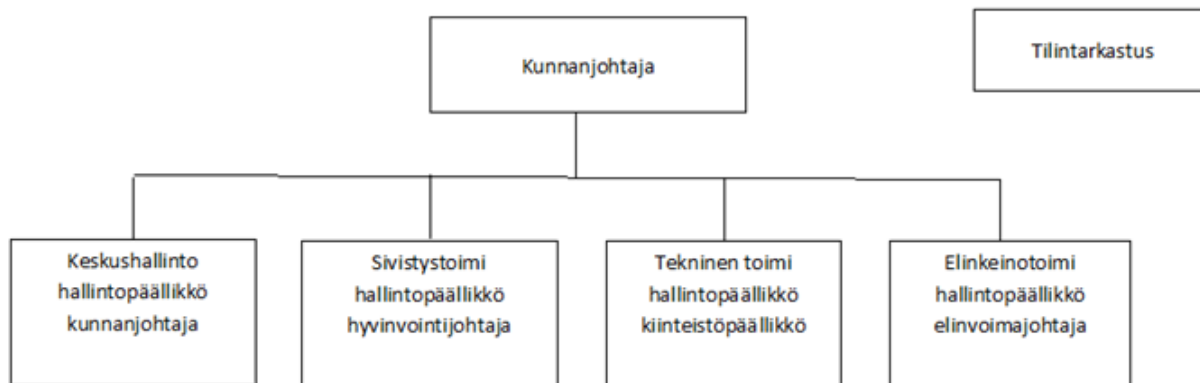 Kunnanjohtaja
Tilintarkastus
Keskushallinto
hallintopäällikkö
kunnanjohtaja
Sivistystoimi
hallintopäällikkö
hyvinvointijohtaja
Tekninen toimi
hallintopäällikkö
kiinteistöpäällikkö
Elinkeinotoimi
hallintopäällikkö
elinvoimajohtaja